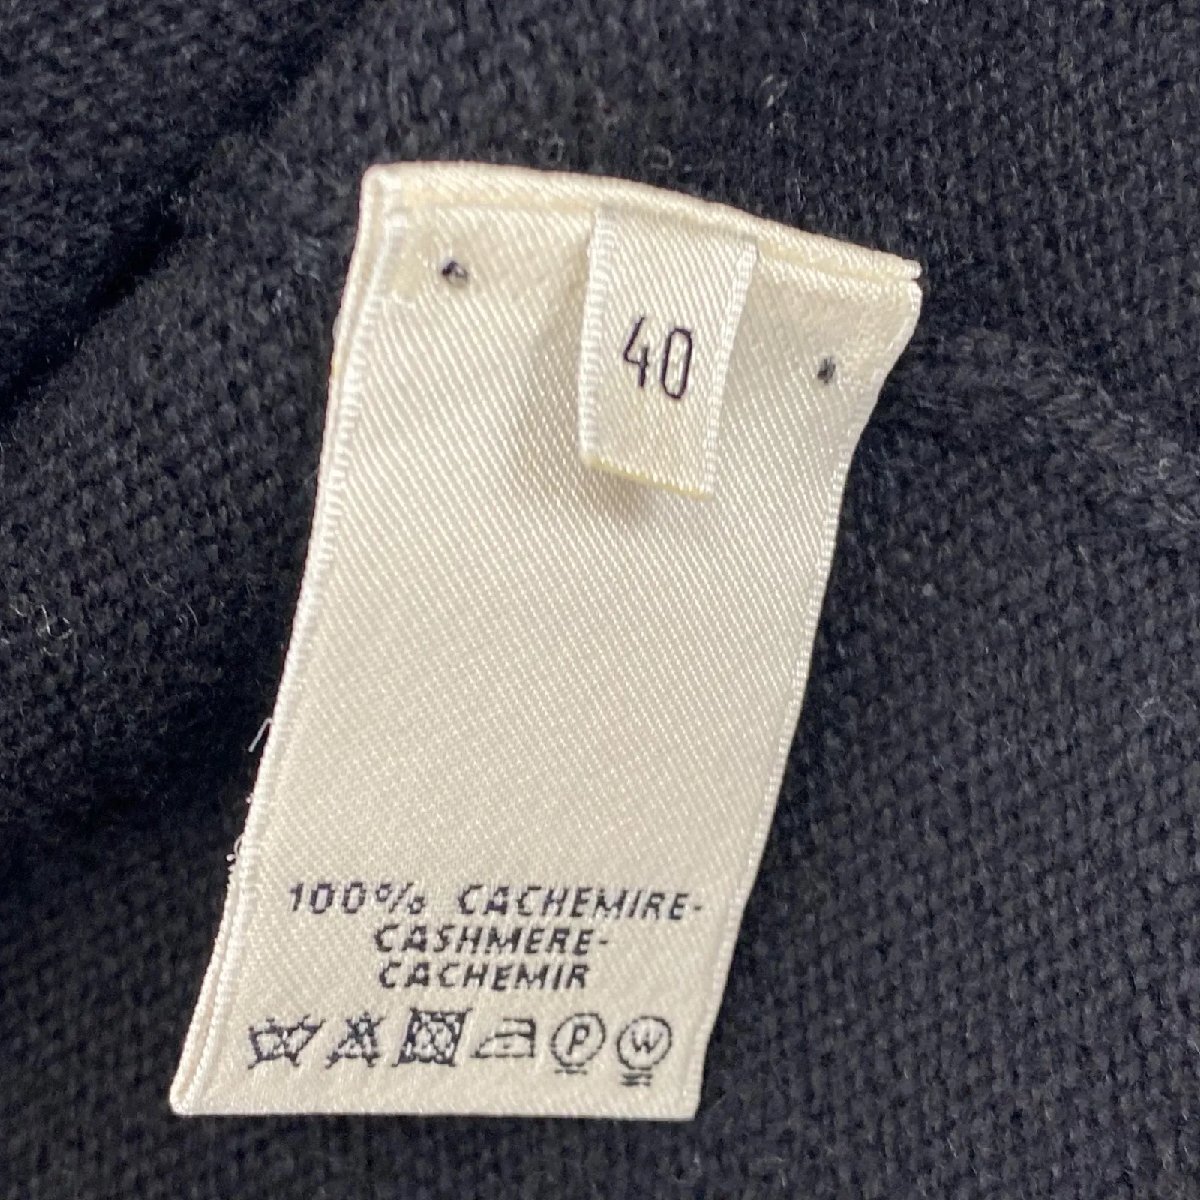 40
100% CACHEMIRE-
CASHMERE-
CACHEMIR
P
W